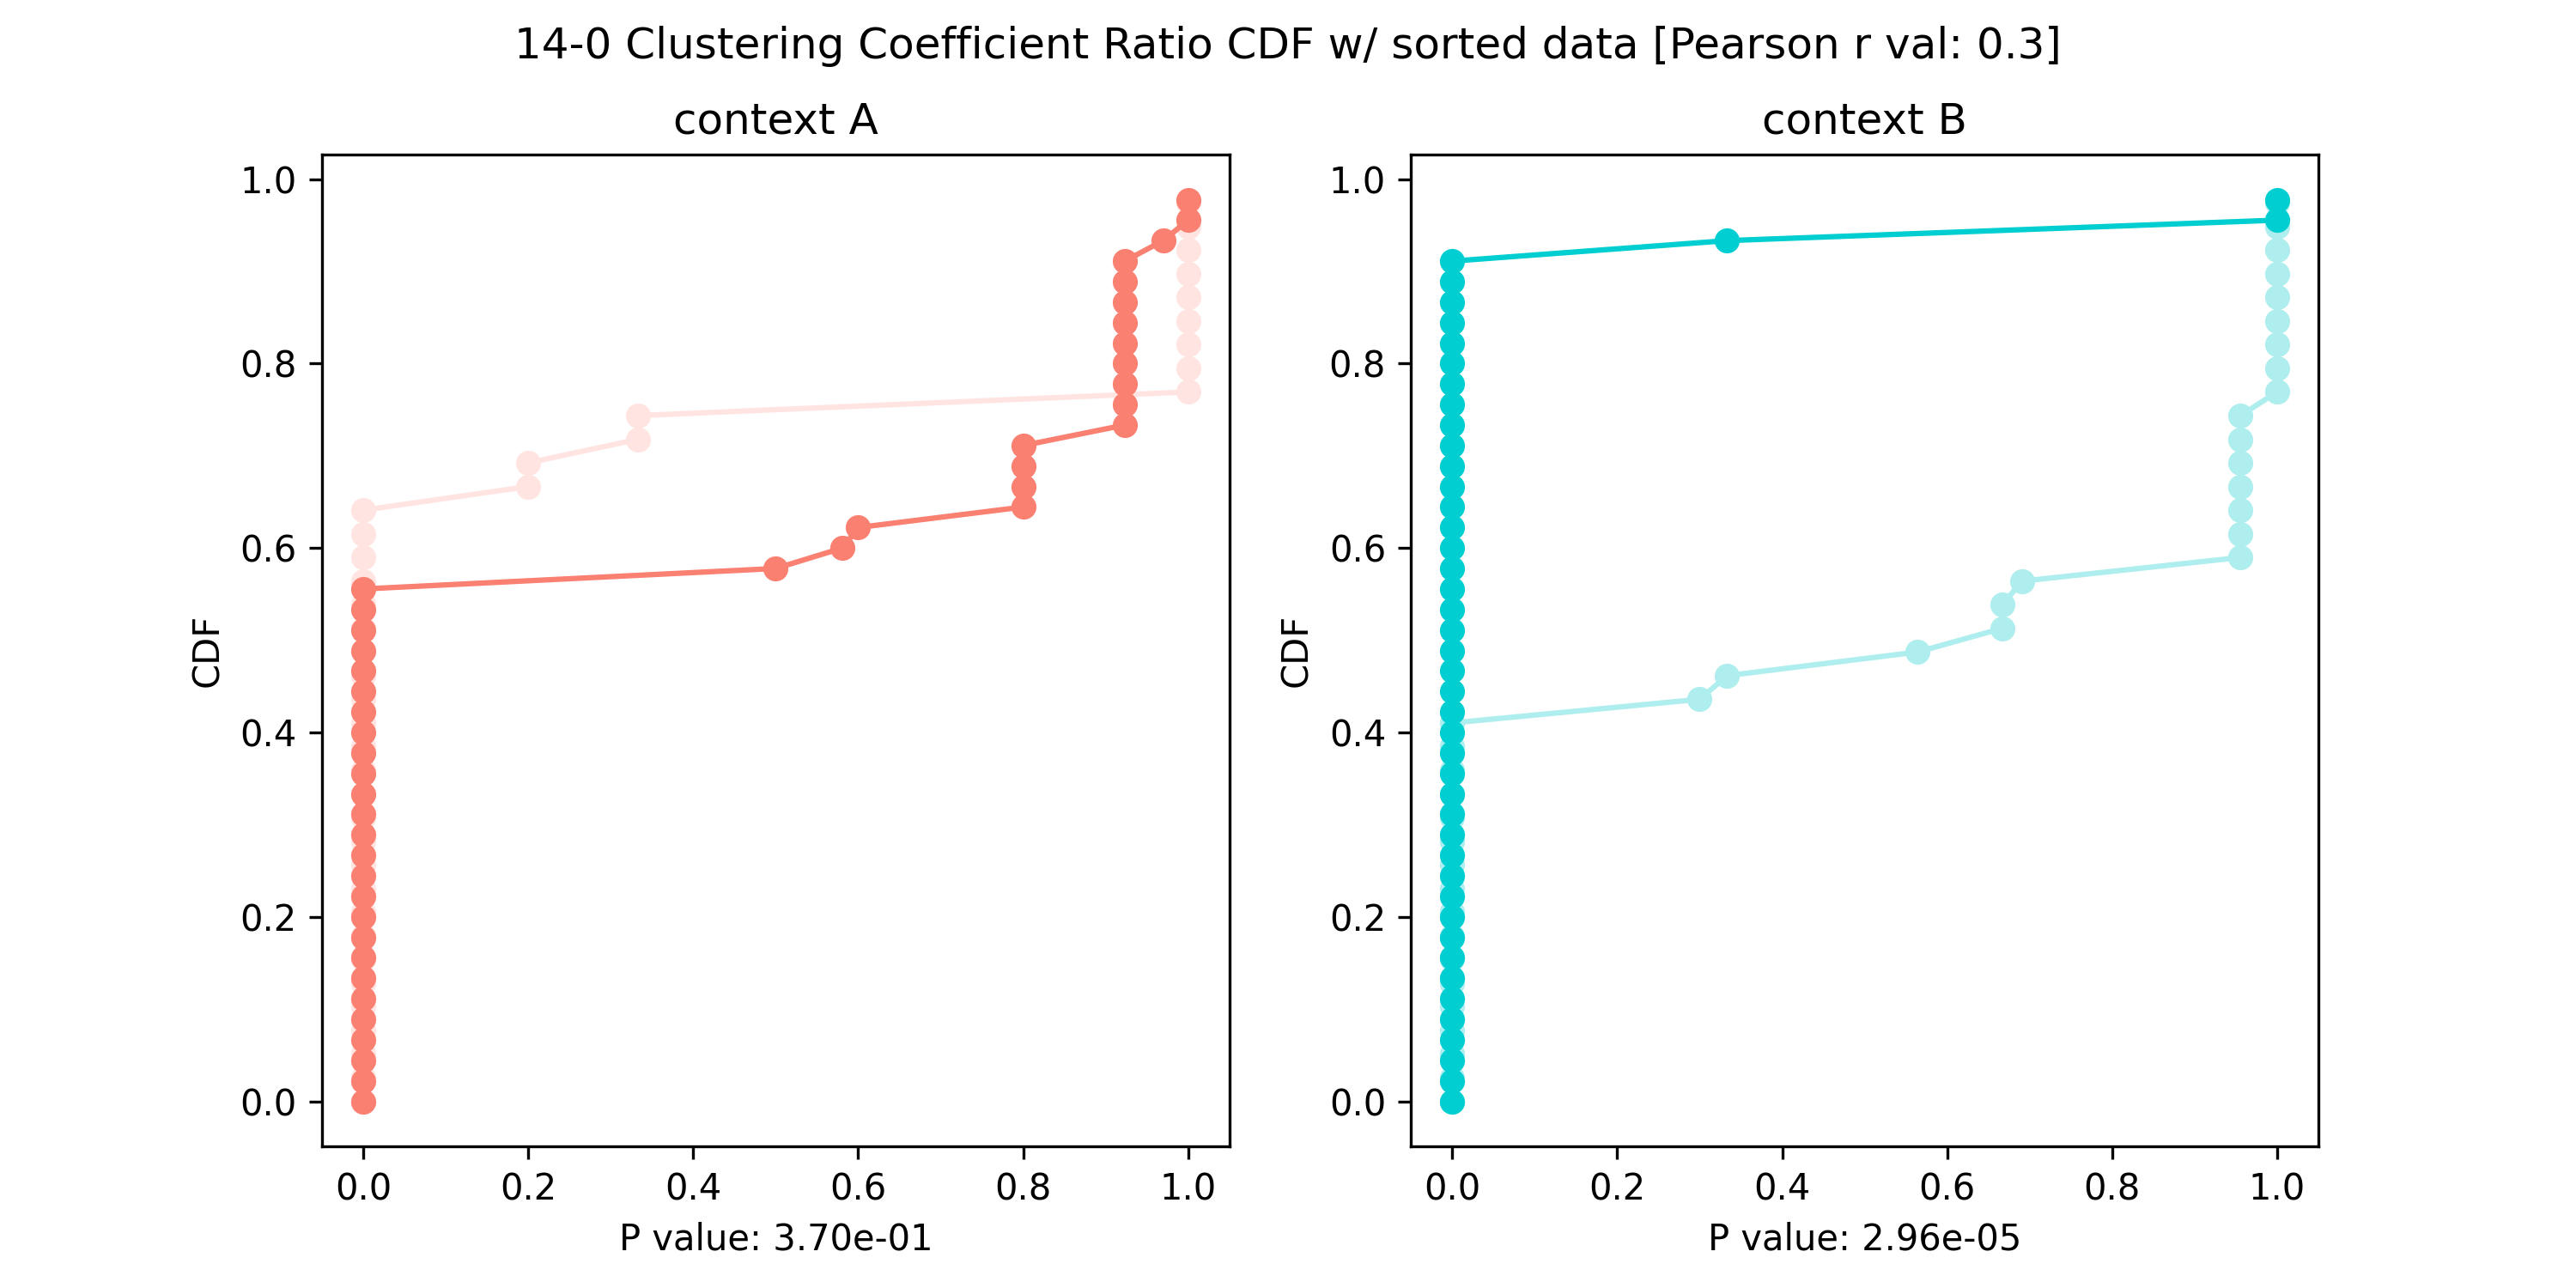 14-0 Clustering Coefficient Ratio CDF w/ sorted data [Pearson r val: 0.3]
context A
context B
1.0
0.8
0.6
0.4
0.2
0.0
CDF
0.0 0.2 0.4 0.6 0.8 1.0
P value: 3.70e-01
1.0
0.8
0.6
0.4
0.2
0.0
CDF
0.0 0.2 0.4 0.6 0.8 1.0
P value: 2.96e-05